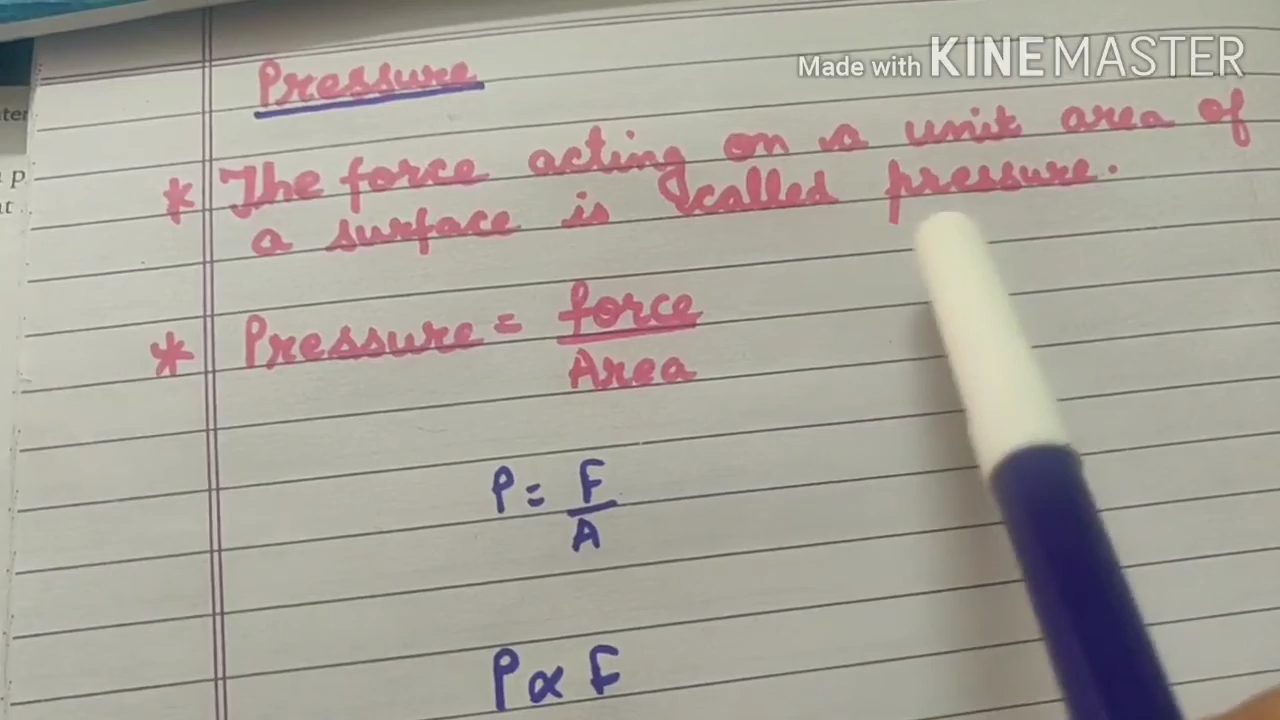 Made with KINEMASTER
Pressure
* The force acting on a unit area of
a surface is called pressure.
* Pressure = force
Area
P = F
A
P ∝ F